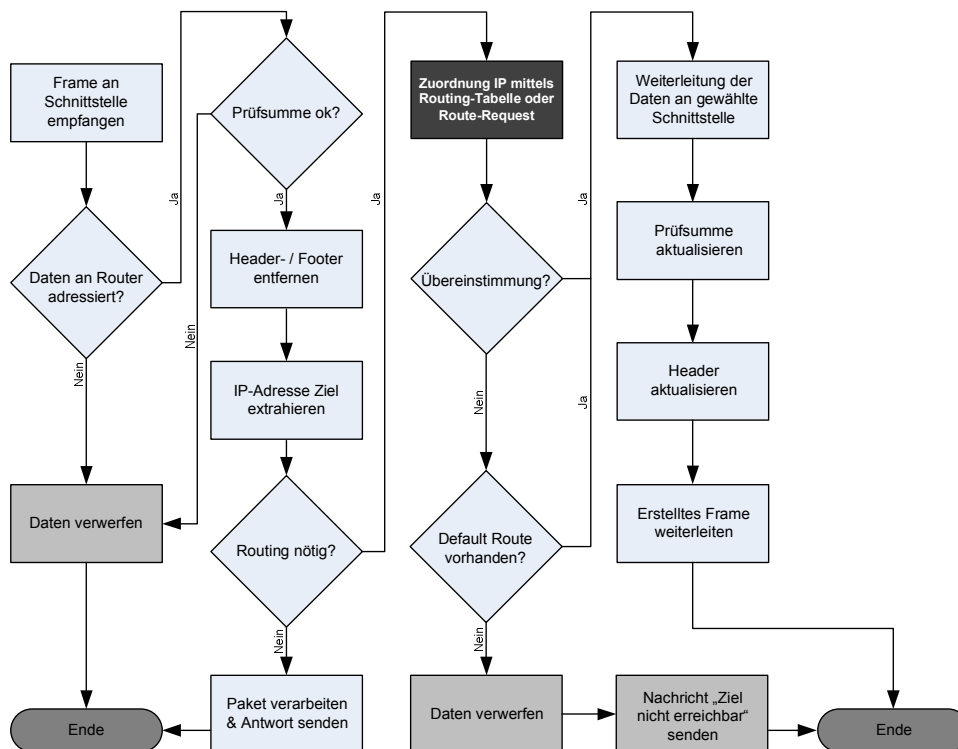 Frame an
Schnittstelle
empfangen
Daten an Router
adressiert?
Ja
Nein
Daten verwerfen
Ende
Prüfsumme ok?
Nein
Ja
Header- / Footer
entfernen
IP-Adresse Ziel
extrahieren
Routing nötig?
Ja
Nein
Paket verarbeiten
& Antwort senden
Zuordnung IP mittels
Routing-Tabelle oder
Route-Request
Übereinstimmung?
Ja
Nein
Default Route
vorhanden?
Ja
Nein
Daten verwerfen
Nachricht „Ziel
nicht erreichbar“
senden
Weiterleitung der
Daten an gewählte
Schnittstelle
Prüfsumme
aktualisieren
Header
aktualisieren
Erstelltes Frame
weiterleiten
Ende